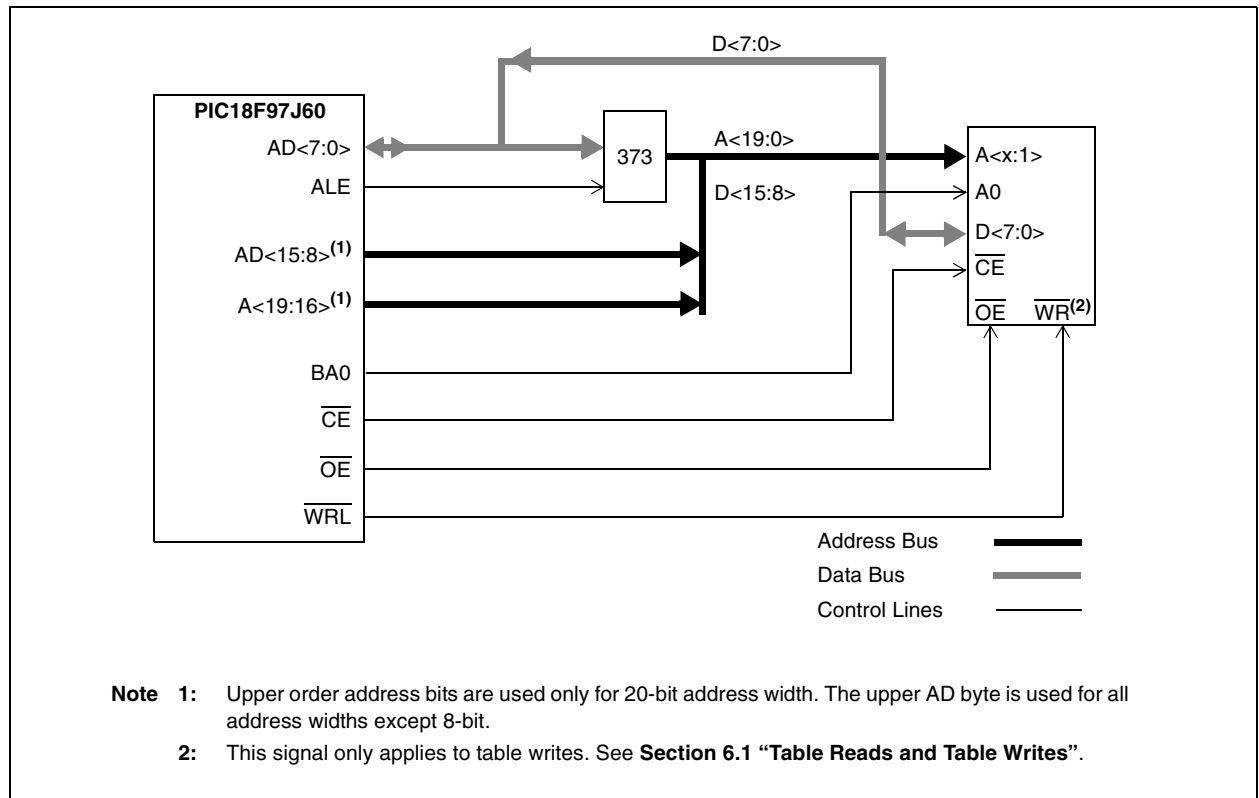 D<7:0>
PIC18F97J60
AD<7:0>
373
A<19:0>
A<x:1>
ALE
D<15:8>
A0
D<7:0>
AD<15:8>(1)
CE
A<19:16>(1)
OE WR(2)
BA0
CE
OE
WRL
Address Bus
Data Bus
Control Lines
Note 1: Upper order address bits are used only for 20-bit address width. The upper AD byte is used for all
address widths except 8-bit.
2: This signal only applies to table writes. See Section 6.1 “Table Reads and Table Writes”.